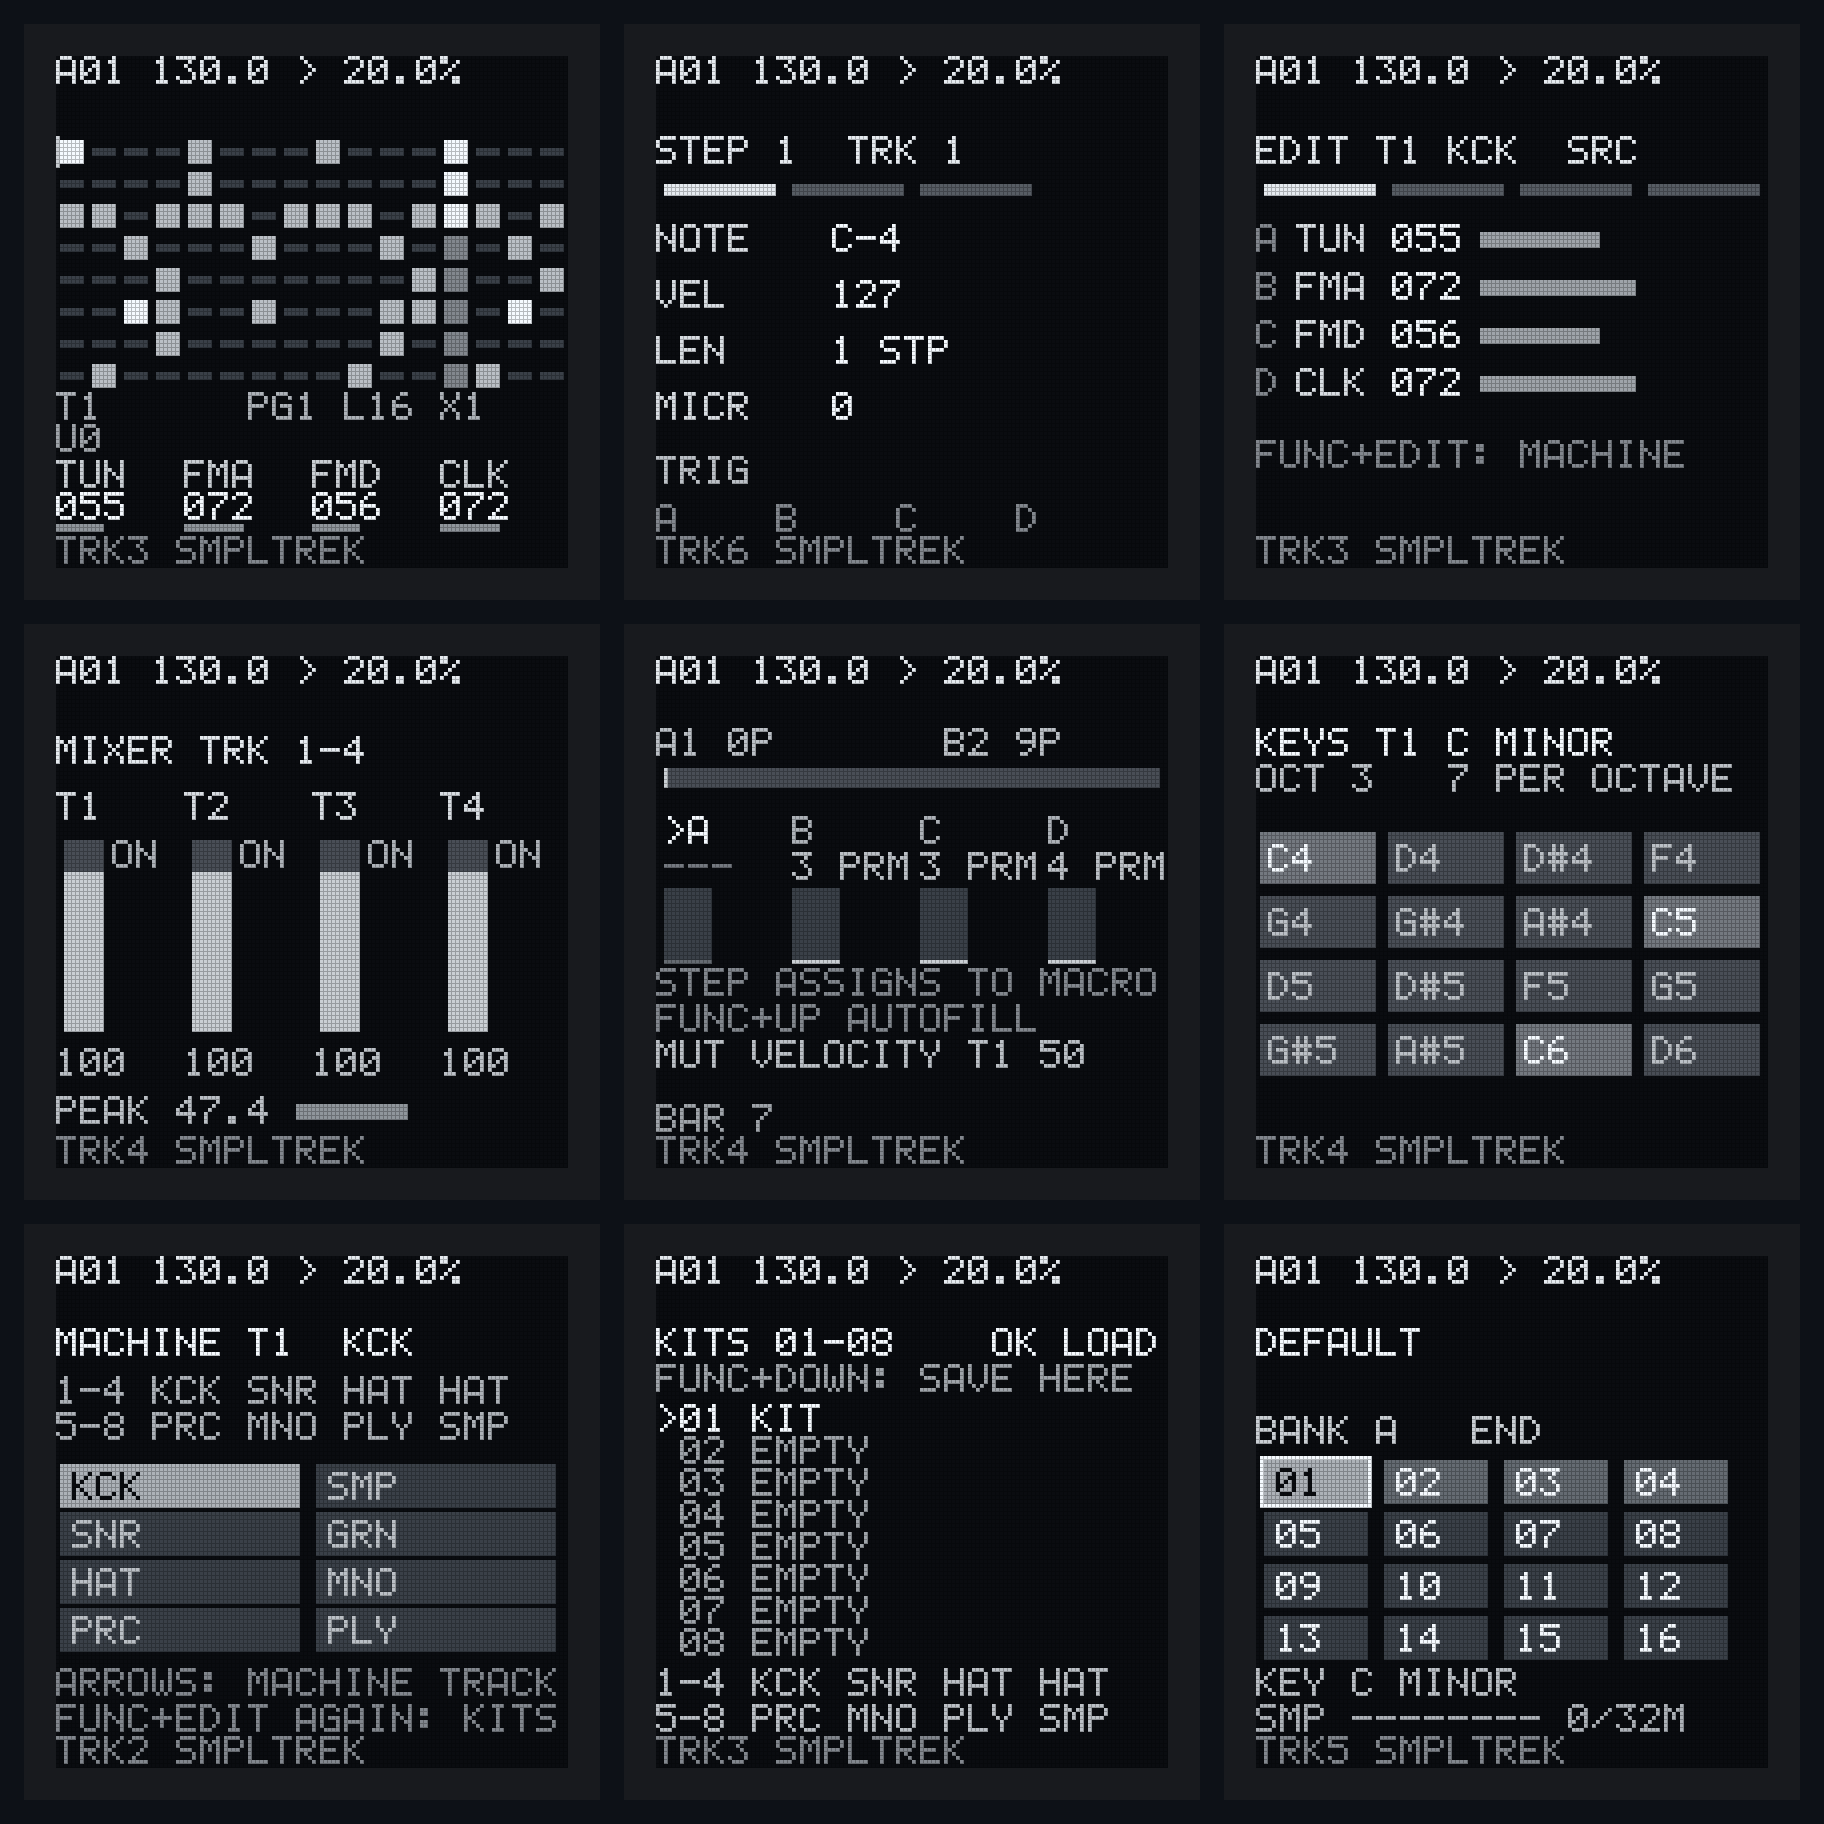 A01 130.0 > 20.0%
T1 PG1 L16 X1
U0
TUN FMA FMD CLK
055 072 056 072
TRK3 SMPLTREK
A01 130.0 > 20.0%
STEP 1 TRK 1
NOTE C-4
VEL 127
LEN 1 STP
MICR 0
TRIG
A B C D
TRK6 SMPLTREK
A01 130.0 > 20.0%
EDIT T1 KCK SRC
A TUN 055
B FMA 072
C FMD 056
D CLK 072
FUNC+EDIT: MACHINE
TRK3 SMPLTREK
A01 130.0 > 20.0%
MIXER TRK 1-4
T1 T2 T3 T4
ON ON ON ON
100 100 100 100
PEAK 47.4
TRK4 SMPLTREK
A01 130.0 > 20.0%
A1 0P B2 9P
>A B C D
--- 3 PRM 3 PRM 4 PRM
STEP ASSIGNS TO MACRO
FUNC+UP AUTOFILL
MUT VELOCITY T1 50
BAR 7
TRK4 SMPLTREK
A01 130.0 > 20.0%
KEYS T1 C MINOR
OCT 3 7 PER OCTAVE
C4 D4 D#4 F4
G4 G#4 A#4 C5
D5 D#5 F5 G5
G#5 A#5 C6 D6
TRK4 SMPLTREK
A01 130.0 > 20.0%
MACHINE T1 KCK
1-4 KCK SNR HAT HAT
5-8 PRC MNO PLY SMP
KCK SMP
SNR GRN
HAT MNO
PRC PLY
ARROWS: MACHINE TRACK
FUNC+EDIT AGAIN: KITS
TRK2 SMPLTREK
A01 130.0 > 20.0%
KITS 01-08 OK LOAD
FUNC+DOWN: SAVE HERE
>01 KIT
02 EMPTY
03 EMPTY
04 EMPTY
05 EMPTY
06 EMPTY
07 EMPTY
08 EMPTY
1-4 KCK SNR HAT HAT
5-8 PRC MNO PLY SMP
TRK3 SMPLTREK
A01 130.0 > 20.0%
DEFAULT
BANK A END
01 02 03 04
05 06 07 08
09 10 11 12
13 14 15 16
KEY C MINOR
SMP -------- 0/32M
TRK5 SMPLTREK